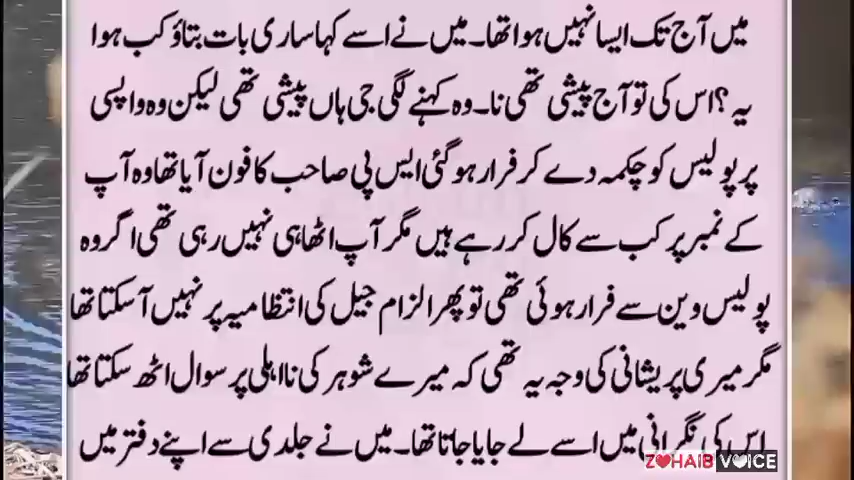 میں آج تک ایسا نہیں ہوا تھا۔ میں نے اسے کہا ساری بات بتاؤ کب ہوا
یہ؟ اس کی تو آج پیشی تھی نا۔ وہ کہنے لگی جی ہاں پیشی تھی لیکن وہ واپسی
پر پولیس کو چکمہ دے کر فرار ہو گئی ایس پی صاحب کا فون آیا تھا وہ آپ
کے نمبر پر کب سے کال کر رہے ہیں مگر آپ اٹھا ہی نہیں رہی تھی اگر وہ
پولیس وین سے فرار ہوئی تھی تو پھر الزام جیل کی انتظامیہ پر نہیں آ سکتا تھا
مگر میری پریشانی کی وجہ یہ تھی کہ میرے شوہر کی نااہلی پر سوال اٹھ سکتا تھا
اس کی نگرانی میں اسے لے جایا جاتا تھا۔ میں نے جلدی سے اپنے دفتر میں
ZOHAIB VOICE